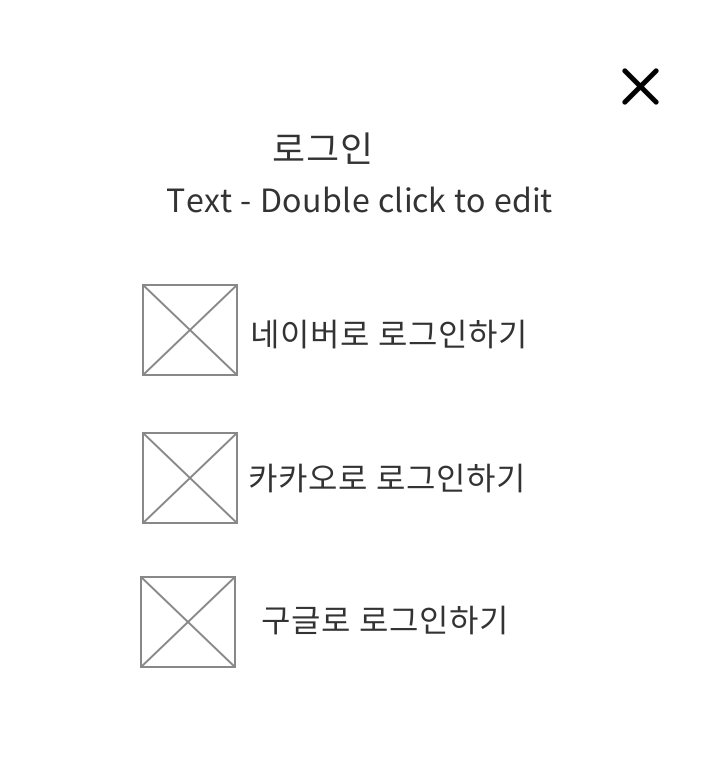 로그인
Text - Double click to edit
네이버로 로그인하기
카카오로 로그인하기
구글로 로그인하기